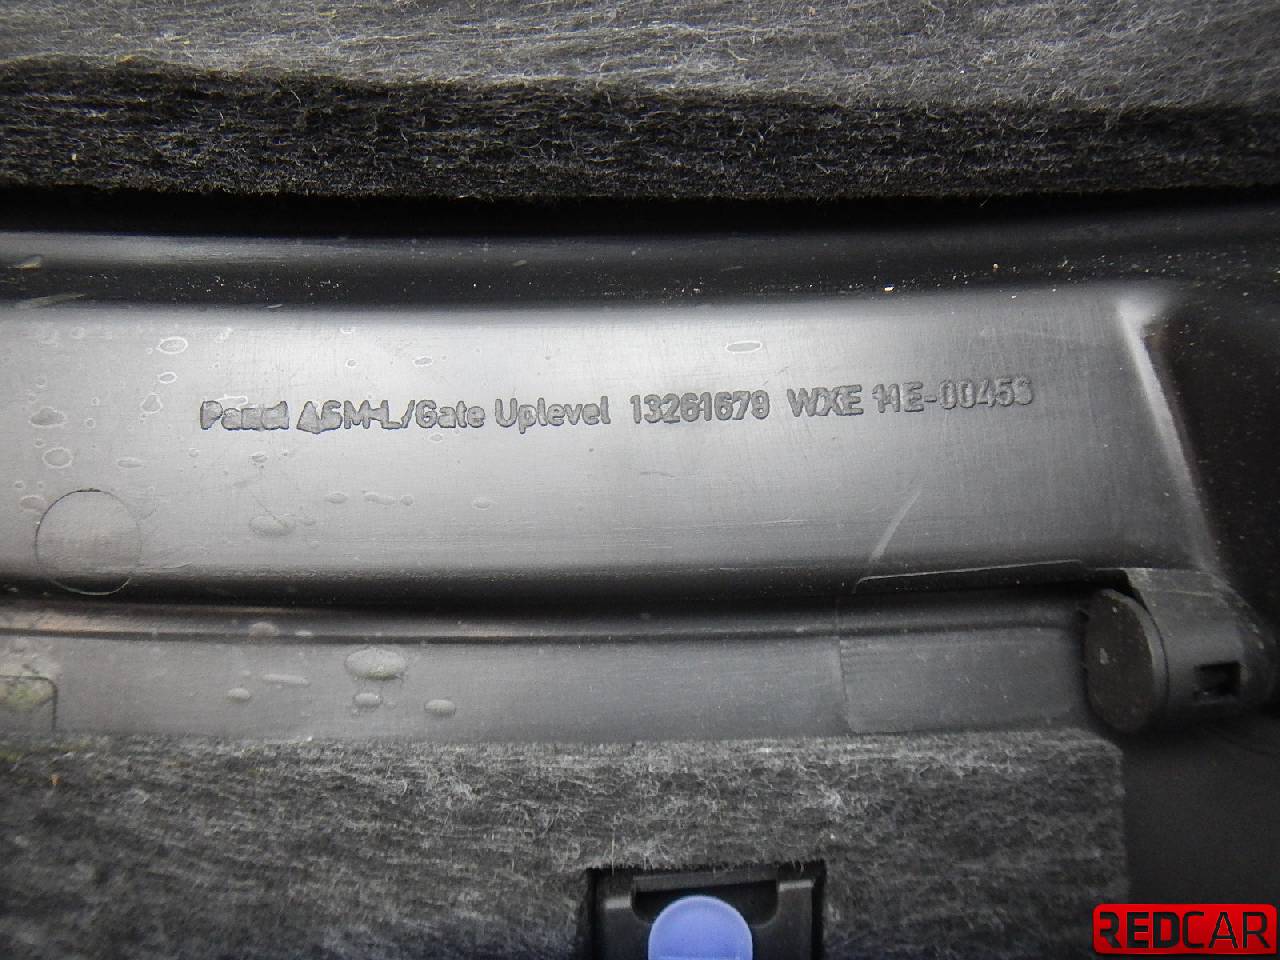 Panel ASM-L/Gate Uplevel 13261679 WXE 11E-00453
REDCAR